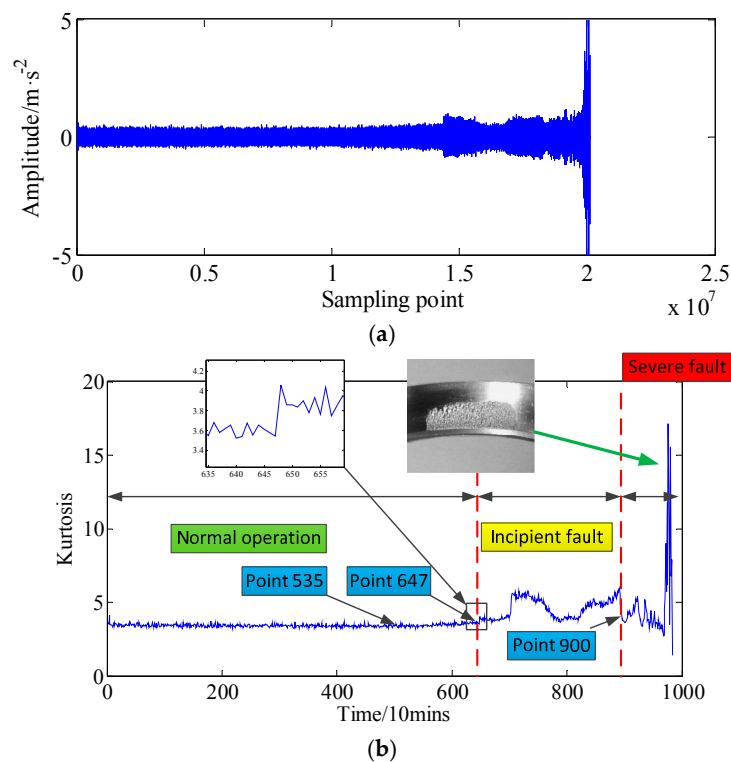 5
0
-5
Amplitude/m·s⁻²
0
0.5
1
1.5
2
2.5
Sampling point
x 10⁷
(a)
20
15
10
5
0
Kurtosis
4.2
4
3.8
3.6
3.4
635
640
645
650
655
Severe fault
Normal operation
Incipient fault
Point 535
Point 647
Point 900
0
200
400
600
800
1000
Time/10mins
(b)